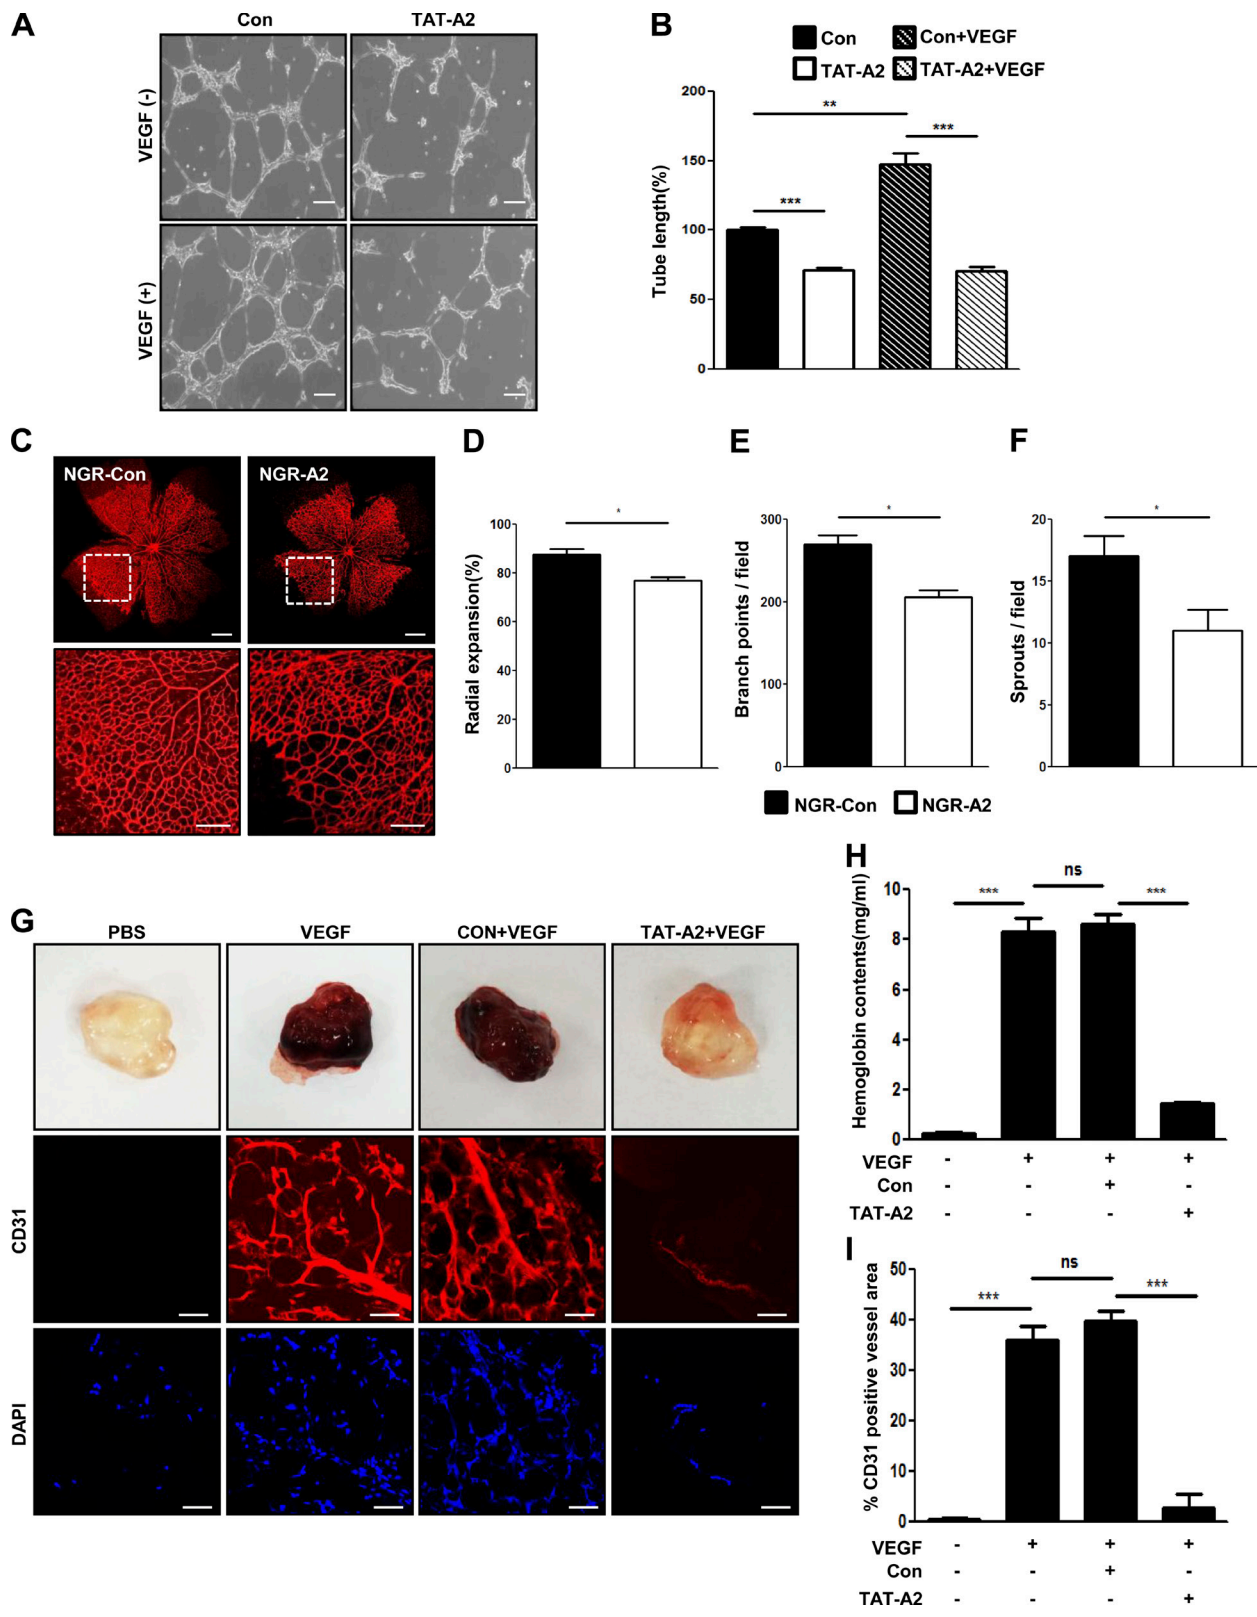 A
Con
TAT-A2
VEGF (-)
VEGF (+)
B
Con
Con+VEGF
TAT-A2
TAT-A2+VEGF
Tube length(%)
200
150
100
50
0
**
***
***
C
NGR-Con
NGR-A2
D
Radial expansion(%)
100
80
60
40
20
0
*
E
Branch points / field
300
200
100
0
*
F
Sprouts / field
20
15
10
5
0
*
NGR-Con
NGR-A2
G
PBS
VEGF
CON+VEGF
TAT-A2+VEGF
CD31
DAPI
H
Hemoglobin contents(mg/ml)
10
8
6
4
2
0
***
ns
***
VEGF - + + +
Con - - + -
TAT-A2 - - - +
I
% CD31 positive vessel area
50
40
30
20
10
0
***
ns
***
VEGF - + + +
Con - - + -
TAT-A2 - - - +